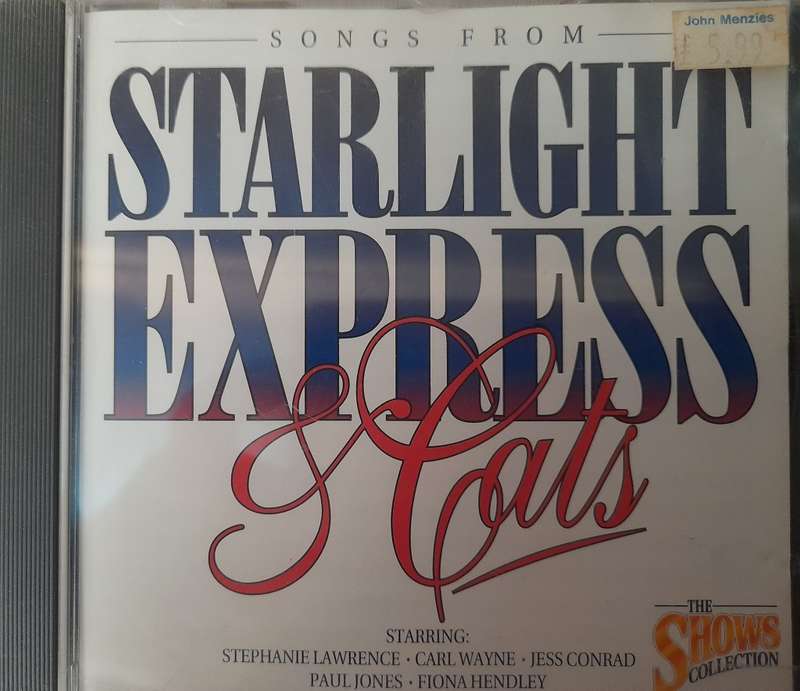 John Menzies
£ 5.99
SONGS FROM
STARLIGHT
EXPRESS
& Cats
STARRING:
STEPHANIE LAWRENCE · CARL WAYNE · JESS CONRAD
PAUL JONES · FIONA HENDLEY
THE
SHOWS
COLLECTION